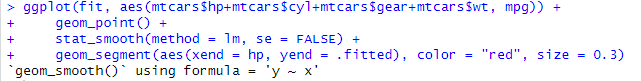 > ggplot(fit, aes(mtcars$hp+mtcars$cyl+mtcars$gear+mtcars$wt, mpg)) +
+     geom_point() +
+     stat_smooth(method = lm, se = FALSE) +
+     geom_segment(aes(xend = hp, yend = .fitted), color = "red", size = 0.3)
`geom_smooth()` using formula = 'y ~ x'